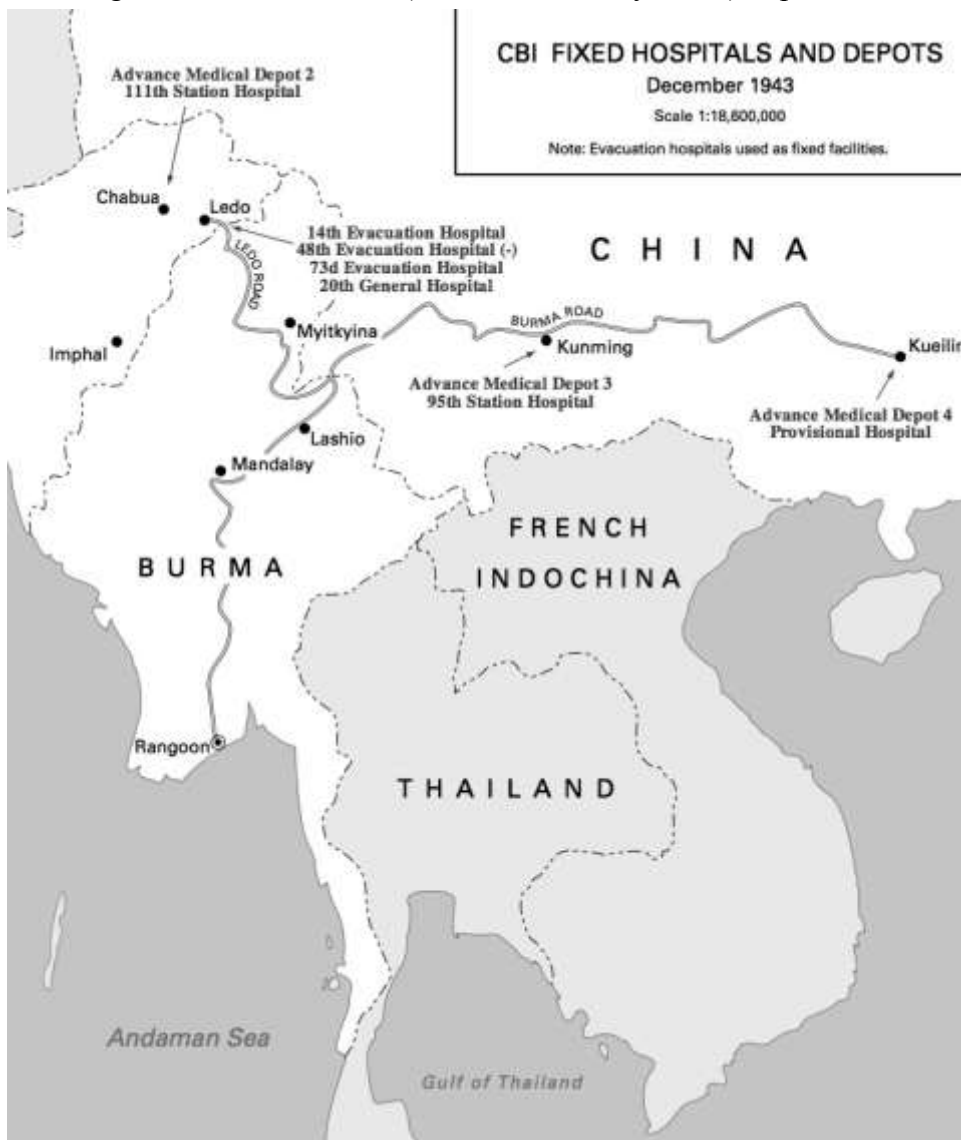 CBI FIXED HOSPITALS AND DEPOTS
December 1943
Scale 1:18,600,000
Note: Evacuation hospitals used as fixed facilities.
Advance Medical Depot 2
111th Station Hospital
Chabua
Ledo
LEDO ROAD
14th Evacuation Hospital
48th Evacuation Hospital (-)
73d Evacuation Hospital
20th General Hospital
CHINA
Myitkyina
Imphal
BURMA ROAD
Kunming
Kueilin
Advance Medical Depot 3
95th Station Hospital
Advance Medical Depot 4
Provisional Hospital
Lashio
Mandalay
BURMA
FRENCH
INDOCHINA
Rangoon
THAILAND
Andaman Sea
Gulf of Thailand